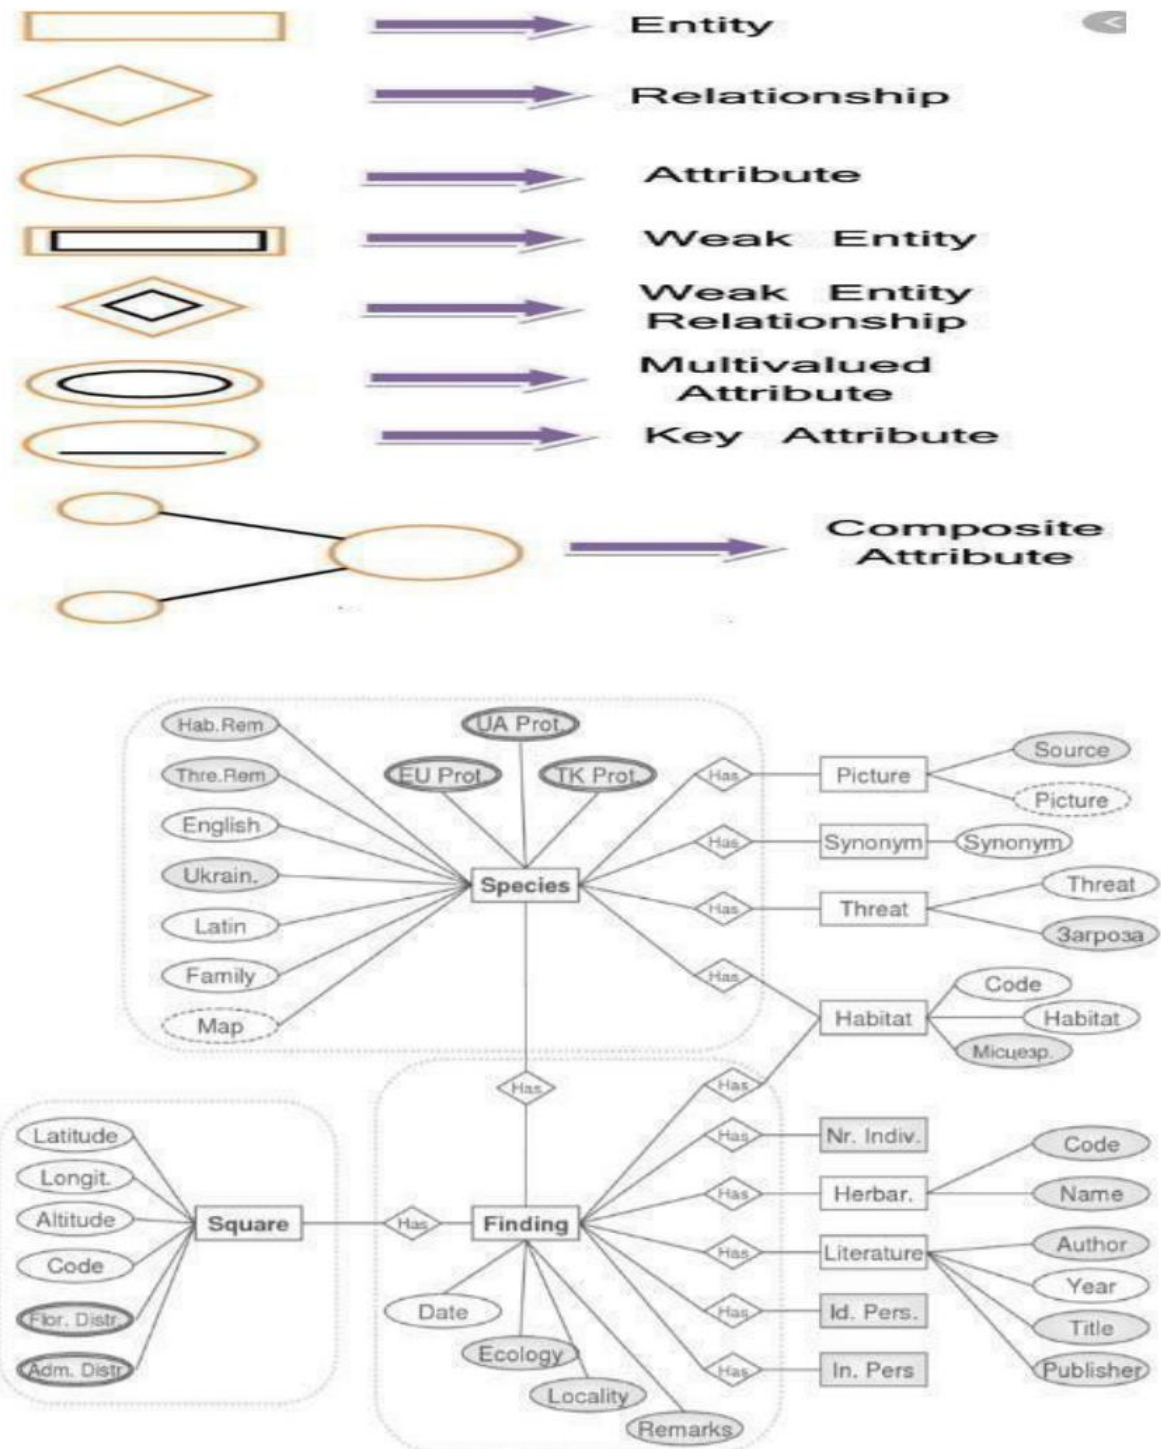 Entity
Relationship
Attribute
Weak Entity
Weak Entity
Relationship
Multivalued
Attribute
Key Attribute
Composite
Attribute
Hab.Rem
UA Prot.
Thre.Rem
EU Prot.
TK Prot.
Has
Picture
Source
Picture
English
Has
Synonym
Synonym
Ukrain.
Species
Threat
Has
Threat
Загроза
Latin
Family
Has
Code
Map
Habitat
Habitat
Місцезр.
Has
Has
Latitude
Has
Nr. Indiv.
Code
Longit.
Has
Herbar.
Name
Altitude
Square
Has
Finding
Author
Code
Has
Literature
Year
Flor. Distr.
Date
Has
Id. Pers.
Title
Adm. Distr
Ecology
Has
In. Pers
Publisher
Locality
Remarks